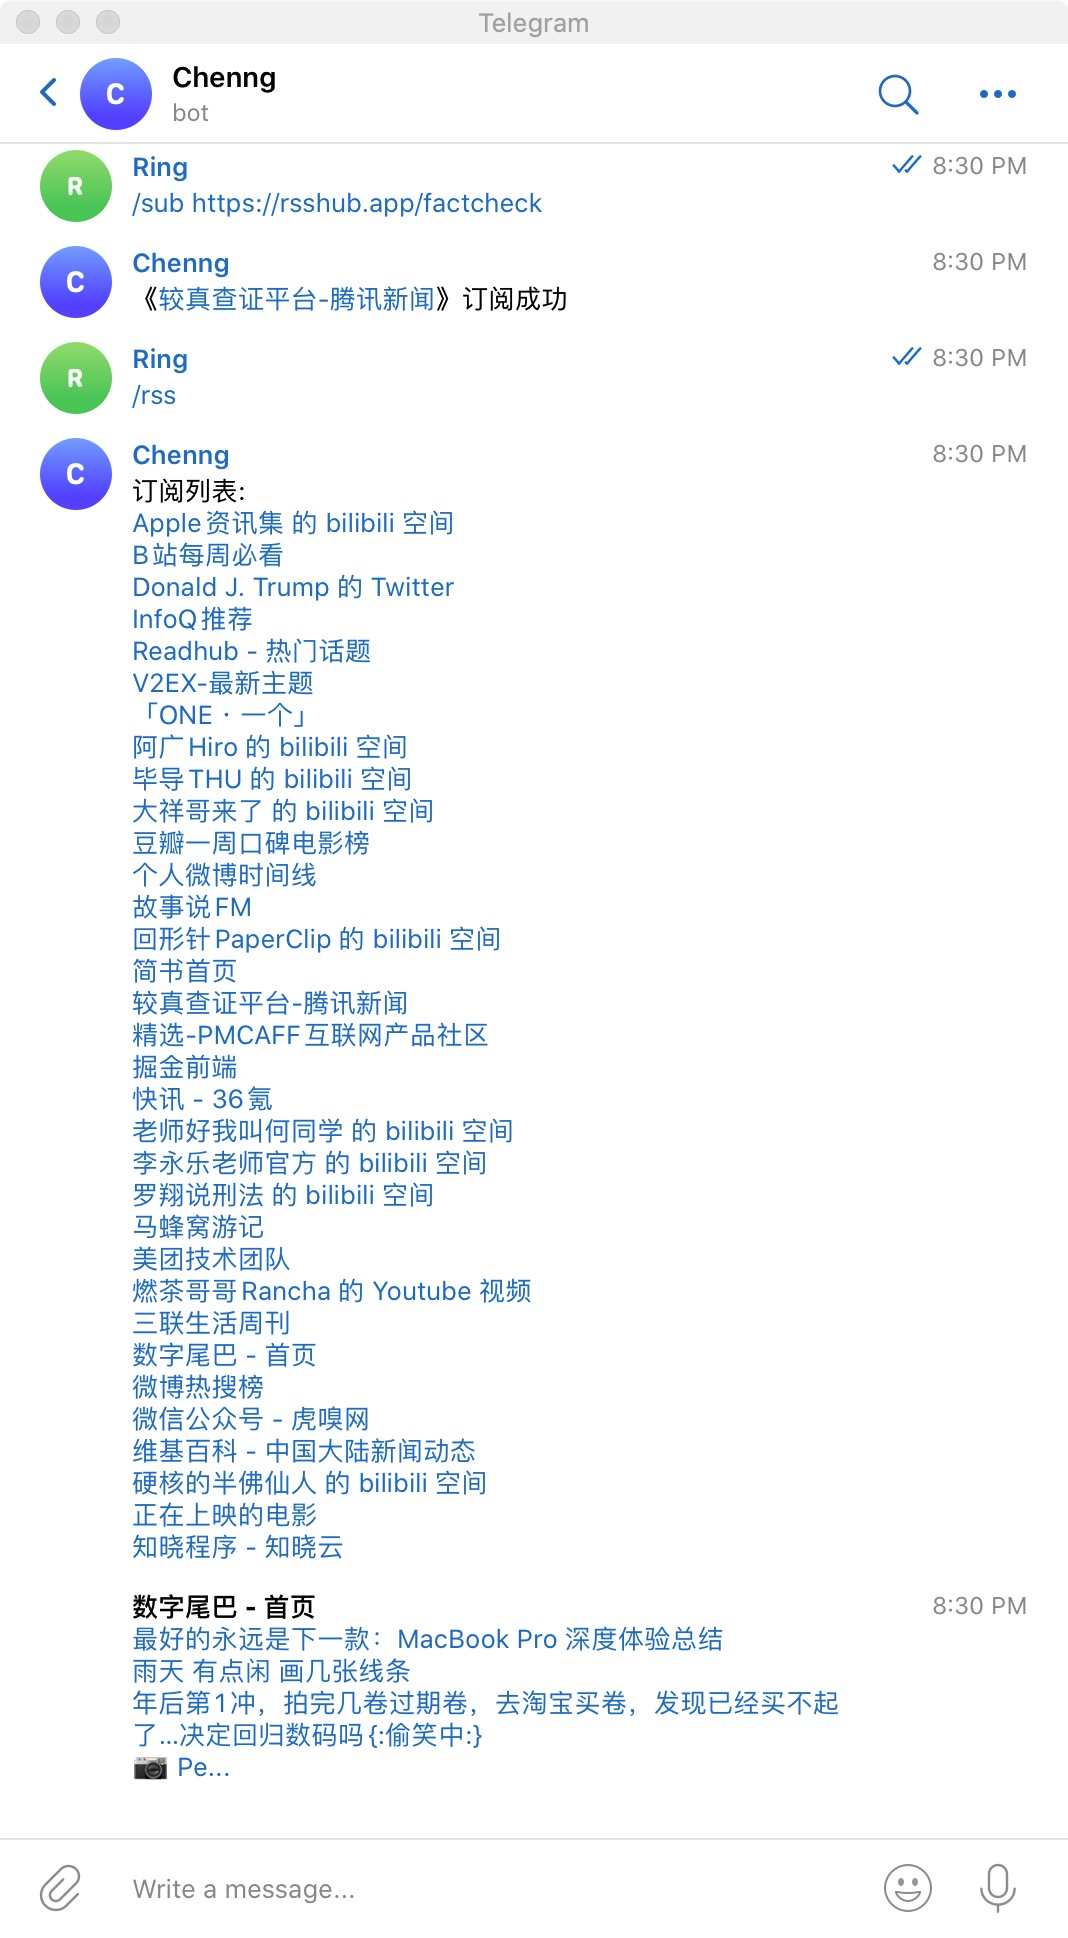 Telegram
C
Chenng
bot
R
Ring
8:30 PM
/sub https://rsshub.app/factcheck
C
Chenng
8:30 PM
《较真查证平台-腾讯新闻》订阅成功
R
Ring
8:30 PM
/rss
C
Chenng
8:30 PM
订阅列表:
Apple资讯集 的 bilibili 空间
B站每周必看
Donald J. Trump 的 Twitter
InfoQ推荐
Readhub - 热门话题
V2EX-最新主题
「ONE · 一个」
阿广Hiro 的 bilibili 空间
毕导THU 的 bilibili 空间
大祥哥来了 的 bilibili 空间
豆瓣一周口碑电影榜
个人微博时间线
故事说FM
回形针PaperClip 的 bilibili 空间
简书首页
较真查证平台-腾讯新闻
精选-PMCAFF互联网产品社区
掘金前端
快讯 - 36氪
老师好我叫何同学 的 bilibili 空间
李永乐老师官方 的 bilibili 空间
罗翔说刑法 的 bilibili 空间
马蜂窝游记
美团技术团队
燃茶哥哥Rancha 的 Youtube 视频
三联生活周刊
数字尾巴 - 首页
微博热搜榜
微信公众号 - 虎嗅网
维基百科 - 中国大陆新闻动态
硬核的半佛仙人 的 bilibili 空间
正在上映的电影
知晓程序 - 知晓云
数字尾巴 - 首页
8:30 PM
最好的永远是下一款：MacBook Pro 深度体验总结
雨天 有点闲 画几张线条
年后第1冲，拍完几卷过期卷，去淘宝买卷，发现已经买不起
了...决定回归数码吗{:偷笑中:}
📷 Pe...
Write a message...